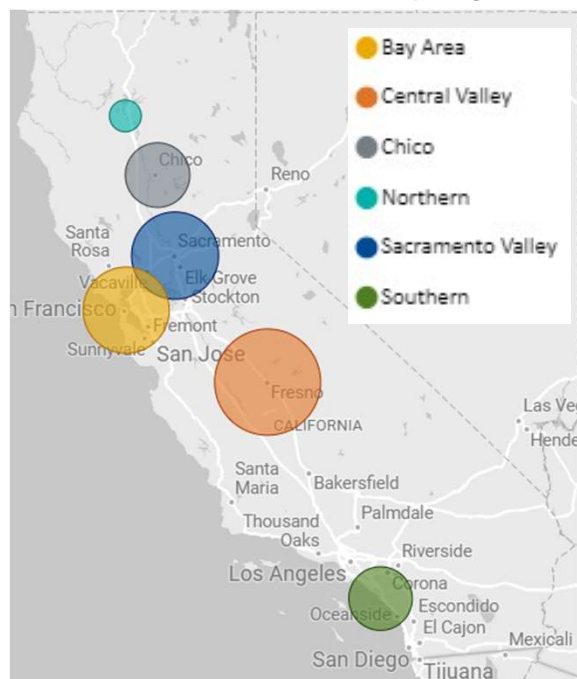 Bay Area
Central Valley
Chico
Northern
Sacramento Valley
Southern
Chico
Reno
Santa
Rosa
Sacramento
Vacaville
Elk Grove
Stockton
n Francisco
Fremont
Sunnyvale
San Jose
Fresno
CALIFORNIA
Las Ve
Hende
Santa
Maria
Bakersfield
Thousand
Oaks
Palmdale
Los Angeles
Riverside
Corona
Oceanside
Escondido
El Cajon
San Diego
Mexicali
Tijuana